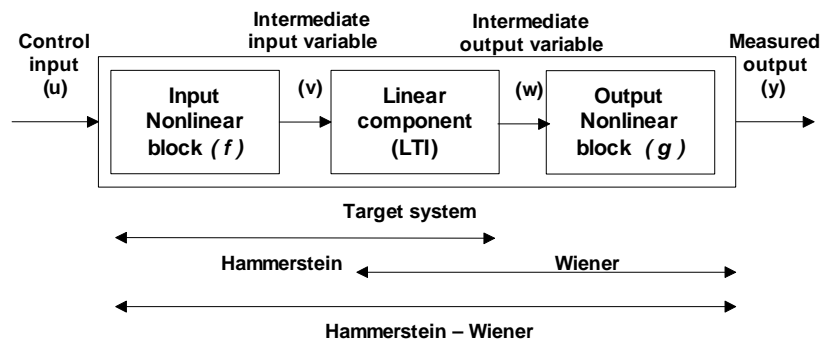 Control
input
(u)
Intermediate
input variable
Intermediate
output variable
Measured
output
(y)
Input
Nonlinear
block ( f )
(v)
Linear
component
(LTI)
(w)
Output
Nonlinear
block ( g )
Target system
Hammerstein
Wiener
Hammerstein – Wiener